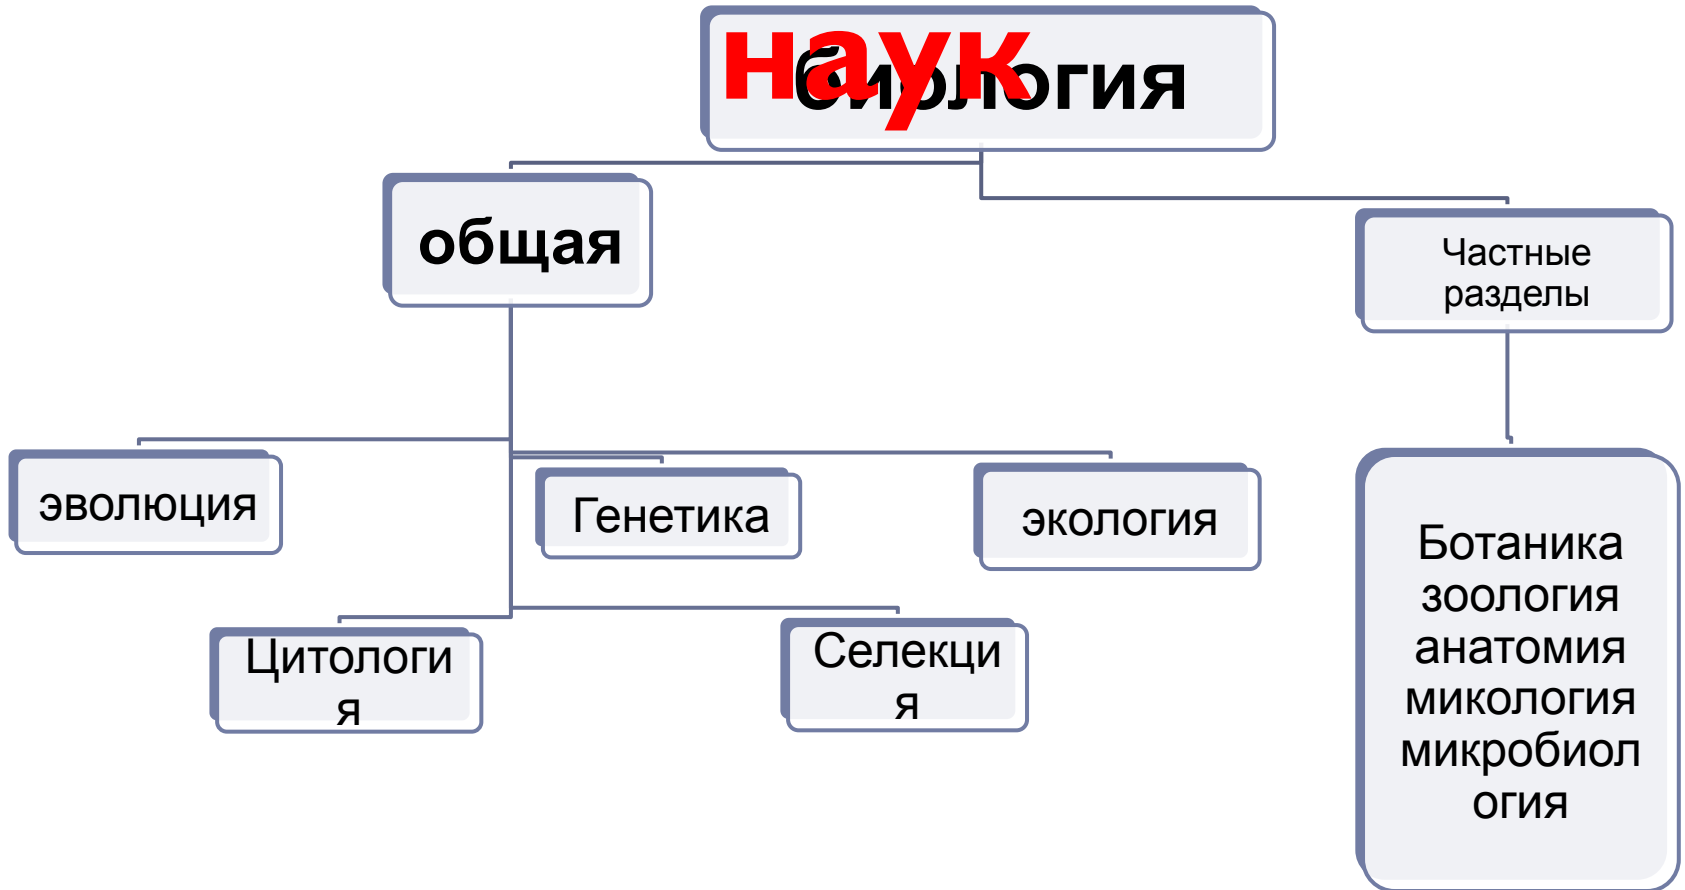 наук
биология
общая
Частные
разделы
эволюция
Генетика
экология
Цитологи
я
Селекци
я
Ботаника
зоология
анатомия
микология
микробиол
огия